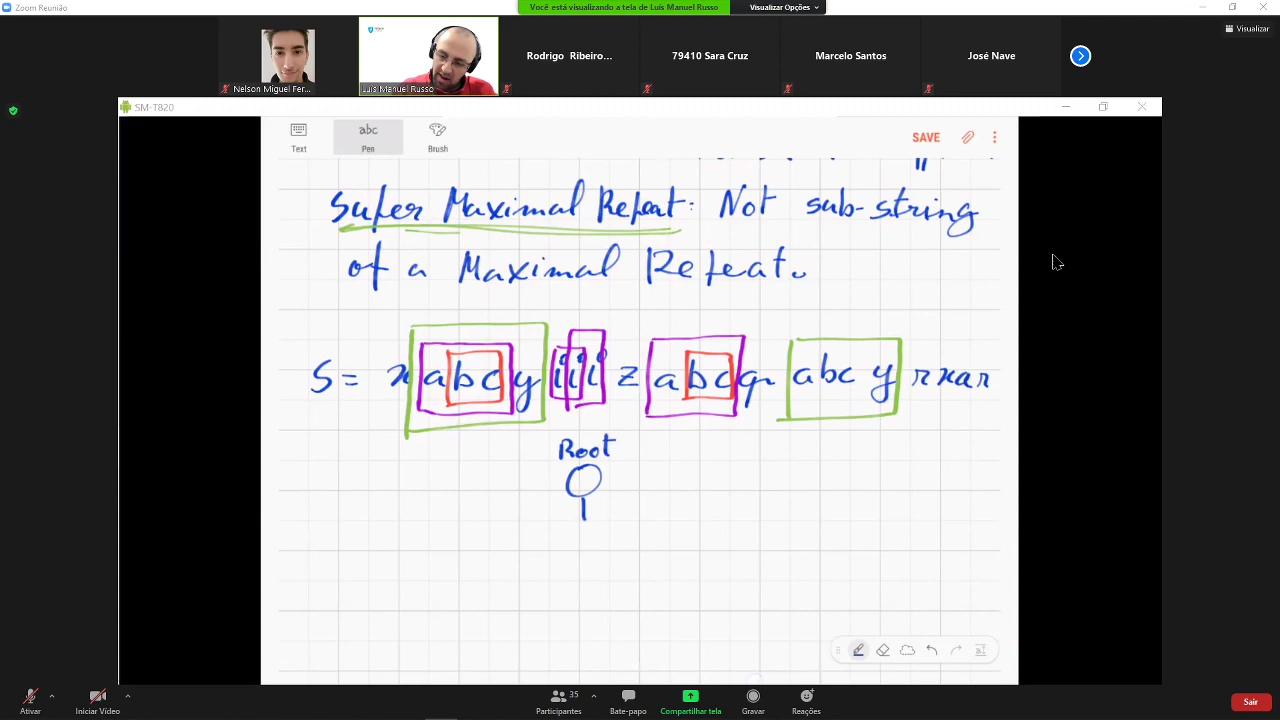 Zoom Reunião
Você está visualizando a tela de Luís Manuel Russo
Visualizar Opções
Visualizar
Nelson Miguel Fer...
Luís Manuel Russo
Rodrigo Ribeiro...
79410 Sara Cruz
Marcelo Santos
José Nave
SM-T820
Text
abc
Pen
Brush
SAVE
Super Maximal Repeat: Not sub-string
of a Maximal Repeat.
S = x abc y i i i z abc q abc y r x a r
Root
Ativar
Iniciar Vídeo
35
Participantes
Bate-papo
Compartilhar tela
Gravar
Reações
Sair